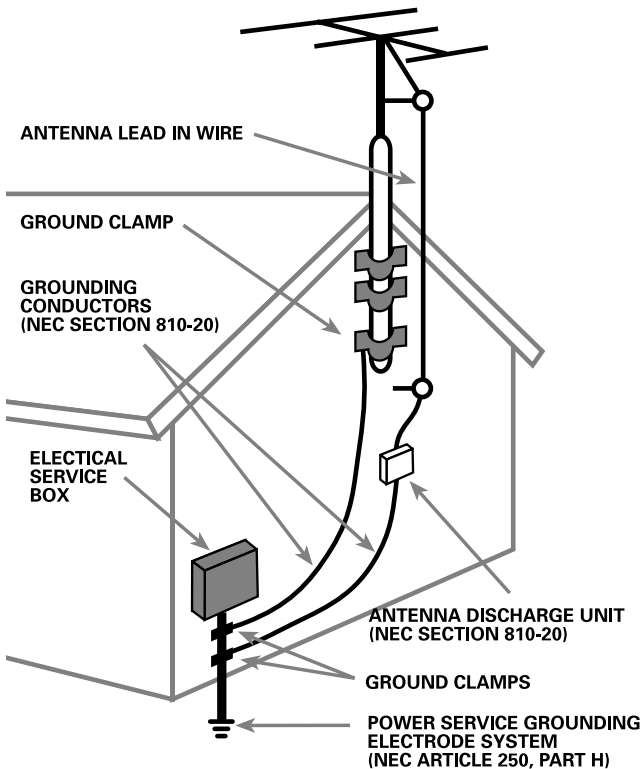 ANTENNA LEAD IN WIRE
GROUND CLAMP
GROUNDING
CONDUCTORS
(NEC SECTION 810-20)
ELECTICAL
SERVICE
BOX
ANTENNA DISCHARGE UNIT
(NEC SECTION 810-20)
GROUND CLAMPS
POWER SERVICE GROUNDING
ELECTRODE SYSTEM
(NEC ARTICLE 250, PART H)